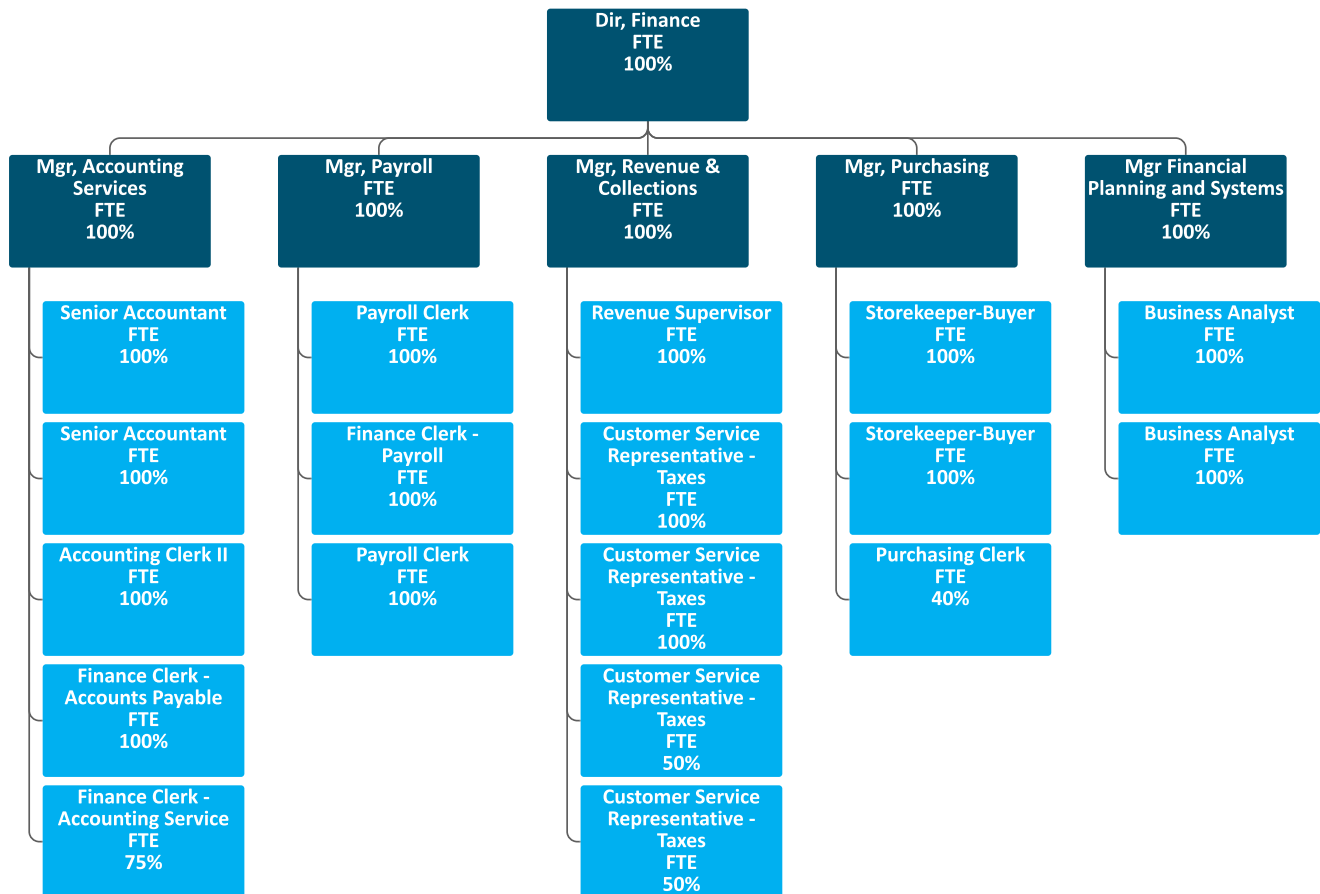 Dir, Finance
FTE
100%
Mgr, Accounting
Services
FTE
100%
Mgr, Payroll
FTE
100%
Mgr, Revenue &
Collections
FTE
100%
Mgr, Purchasing
FTE
100%
Mgr Financial
Planning and Systems
FTE
100%
Senior Accountant
FTE
100%
Senior Accountant
FTE
100%
Accounting Clerk II
FTE
100%
Finance Clerk -
Accounts Payable
FTE
100%
Finance Clerk -
Accounting Service
FTE
75%
Payroll Clerk
FTE
100%
Finance Clerk -
Payroll
FTE
100%
Payroll Clerk
FTE
100%
Revenue Supervisor
FTE
100%
Customer Service
Representative -
Taxes
FTE
100%
Customer Service
Representative -
Taxes
FTE
100%
Customer Service
Representative -
Taxes
FTE
50%
Customer Service
Representative -
Taxes
FTE
50%
Storekeeper-Buyer
FTE
100%
Storekeeper-Buyer
FTE
100%
Purchasing Clerk
FTE
40%
Business Analyst
FTE
100%
Business Analyst
FTE
100%